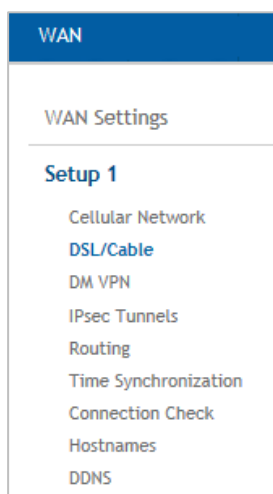 WAN
WAN Settings
Setup 1
Cellular Network
DSL/Cable
DM VPN
IPsec Tunnels
Routing
Time Synchronization
Connection Check
Hostnames
DDNS